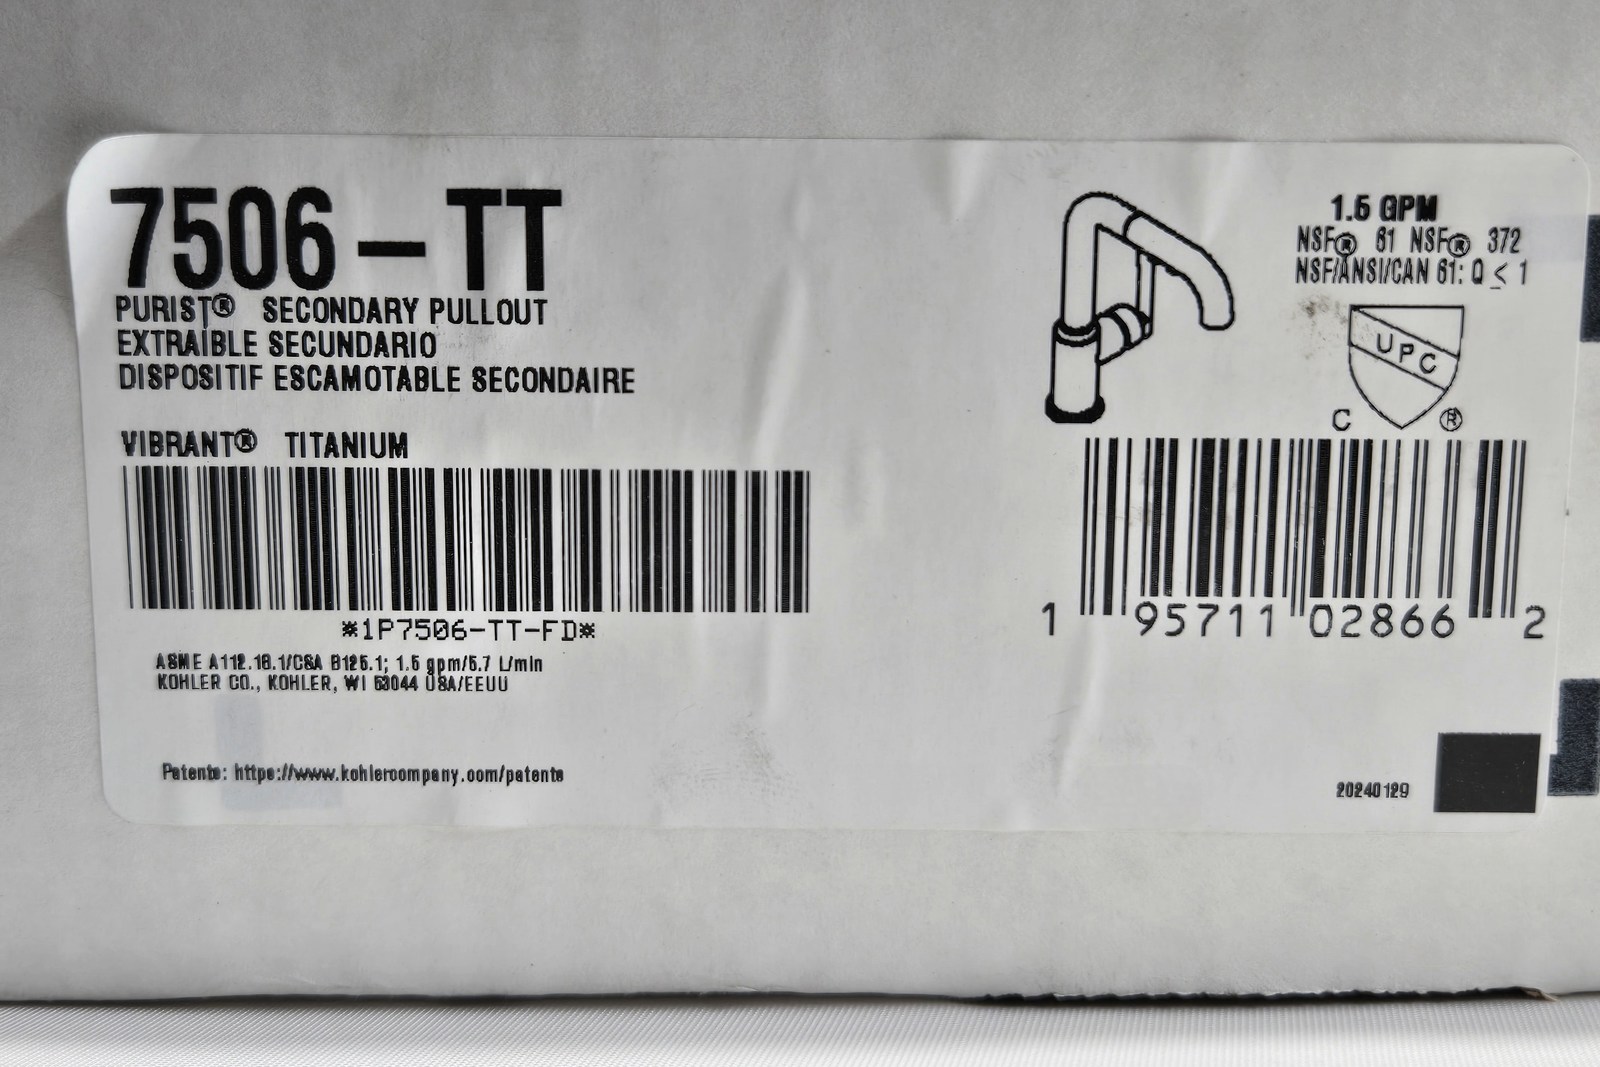 7506-TT
PURIST® SECONDARY PULLOUT
EXTRAÍBLE SECUNDARIO
DISPOSITIF ESCAMOTABLE SECONDAIRE
VIBRANT® TITANIUM
*1P7506-TT-FD*
ASME A112.18.1/CSA B125.1; 1.5 gpm/5.7 L/min
KOHLER CO., KOHLER, WI 53044 USA/EEUU
Patents: https://www.kohlercompany.com/patents
1.5 GPM
NSF® 61 NSF® 372
NSF/ANSI/CAN 61: Q ≤ 1
UPC
C ®
1 95711 02866 2
20240129